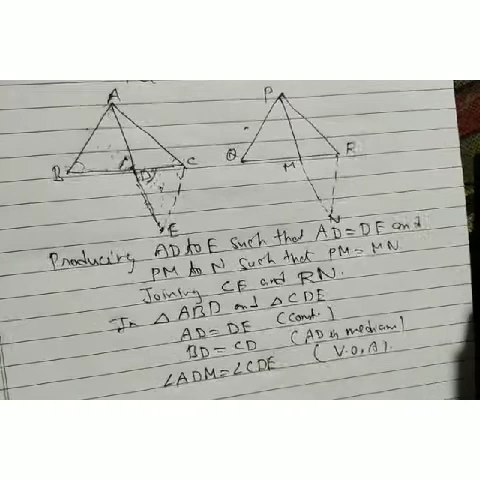 A
P
B
D
C
Q
M
R
E
N
Producing AD to E such that AD = DE and
PM to N such that PM = MN
Joining CE and RN.
In △ ABD and △ CDE
AD = DE (Const.)
BD = CD (AD is median)
∠ADM = ∠CDE (V.O.A).